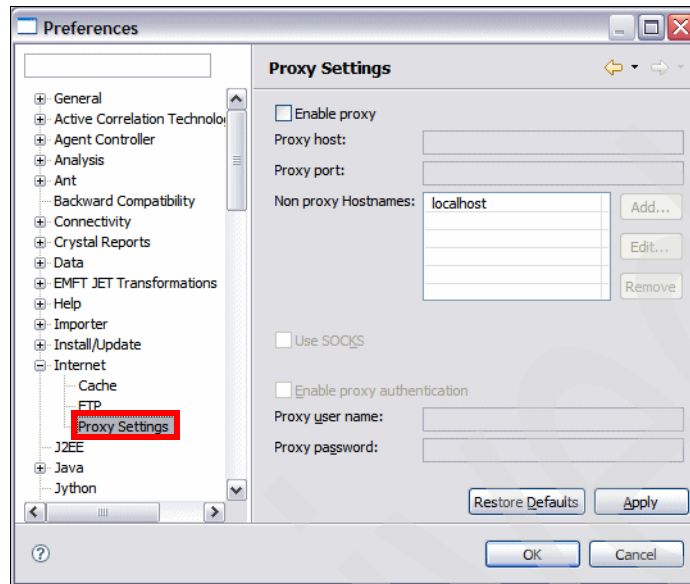 Preferences
Proxy Settings
General
Active Correlation Technolo
Agent Controller
Analysis
Ant
Backward Compatibility
Connectivity
Crystal Reports
Data
EMFT JET Transformations
Help
Importer
Install/Update
Internet
Cache
FTP
Proxy Settings
J2EE
Java
Jython
Enable proxy
Proxy host:
Proxy port:
Non proxy Hostnames:
localhost
Add...
Edit...
Remove
Use SOCKS
Enable proxy authentication
Proxy user name:
Proxy password:
Restore Defaults
Apply
OK
Cancel